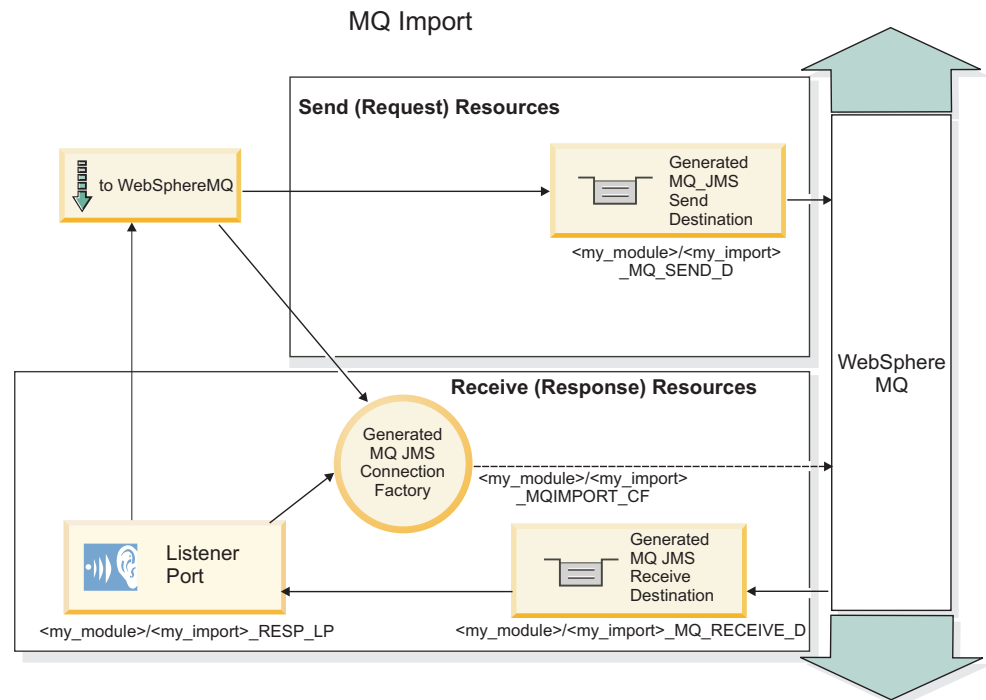 MQ Import
Send (Request) Resources
to WebSphereMQ
Generated
MQ_JMS
Send
Destination
<my_module>/<my_import>
_MQ_SEND_D
WebSphere
MQ
Receive (Response) Resources
Generated
MQ JMS
Connection
Factory
<my_module>/<my_import>
_MQIMPORT_CF
Listener
Port
<my_module>/<my_import>_RESP_LP
Generated
MQ JMS
Receive
Destination
<my_module>/<my_import>_MQ_RECEIVE_D